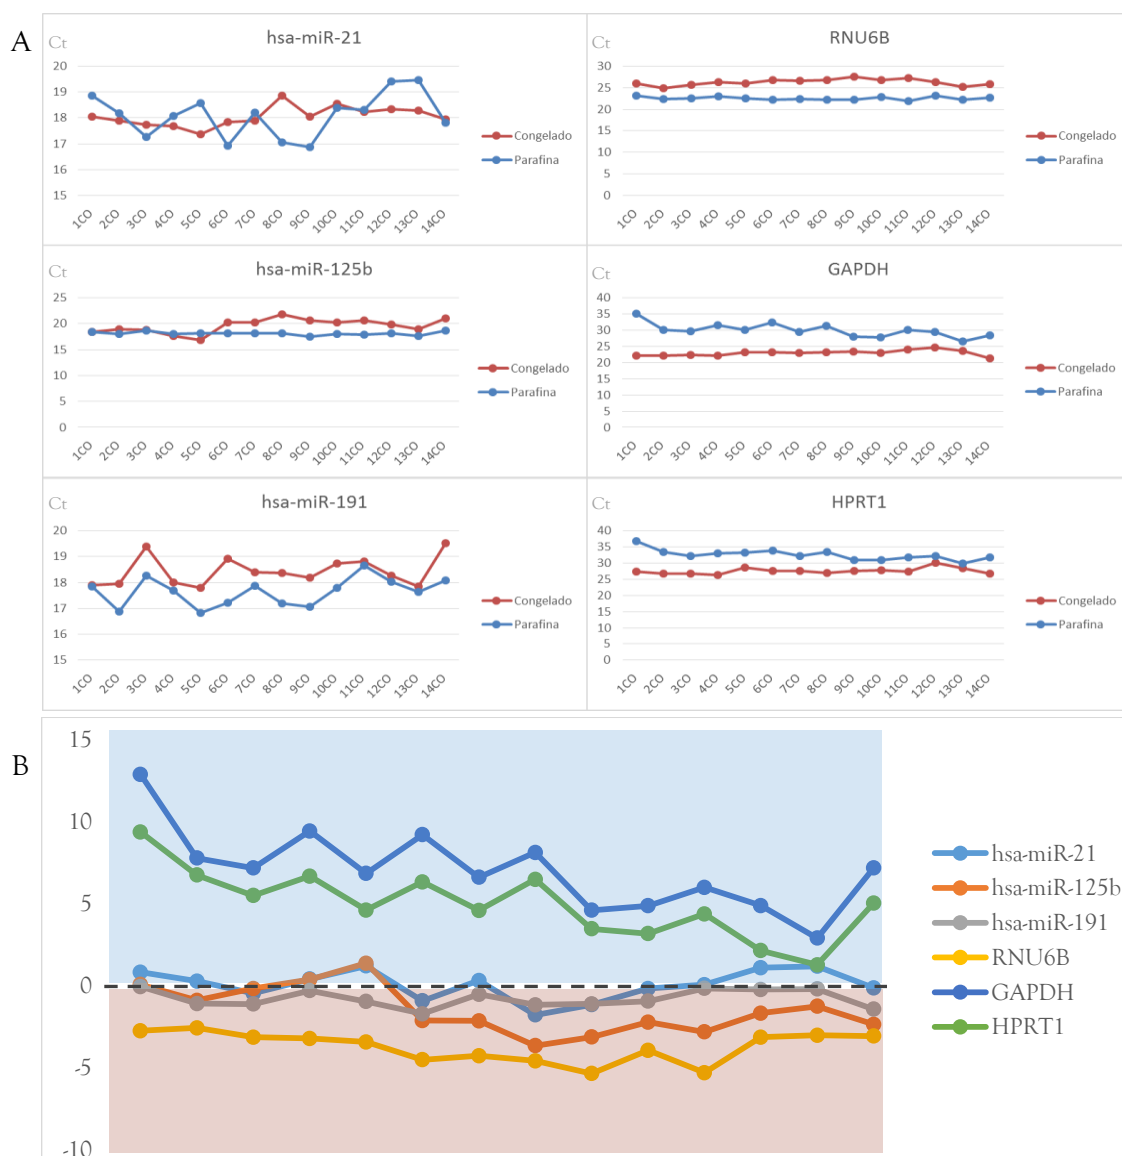 A
Ct
hsa-miR-21
20
19
18
17
16
15
1CO 2CO 3CO 4CO 5CO 6CO 7CO 8CO 9CO 10CO 11CO 12CO 13CO 14CO
Congelado
Parafina
Ct
RNU6B
30
25
20
15
10
5
0
1CO 2CO 3CO 4CO 5CO 6CO 7CO 8CO 9CO 10CO 11CO 12CO 13CO 14CO
Congelado
Parafina
Ct
hsa-miR-125b
25
20
15
10
5
0
1CO 2CO 3CO 4CO 5CO 6CO 7CO 8CO 9CO 10CO 11CO 12CO 13CO 14CO
Congelado
Parafina
Ct
GAPDH
40
35
30
25
20
15
10
5
0
1CO 2CO 3CO 4CO 5CO 6CO 7CO 8CO 9CO 10CO 11CO 12CO 13CO 14CO
Congelado
Parafina
Ct
hsa-miR-191
20
19
18
17
16
15
1CO 2CO 3CO 4CO 5CO 6CO 7CO 8CO 9CO 10CO 11CO 12CO 13CO 14CO
Congelado
Parafina
Ct
HPRT1
40
35
30
25
20
15
10
5
0
1CO 2CO 3CO 4CO 5CO 6CO 7CO 8CO 9CO 10CO 11CO 12CO 13CO 14CO
Congelado
Parafina
B
15
10
5
0
-5
-10
hsa-miR-21
hsa-miR-125b
hsa-miR-191
RNU6B
GAPDH
HPRT1